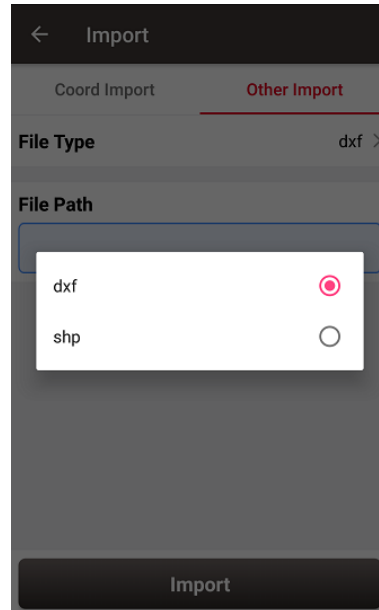 Import
Coord Import Other Import
File Type dxf
File Path
dxf
shp
Import